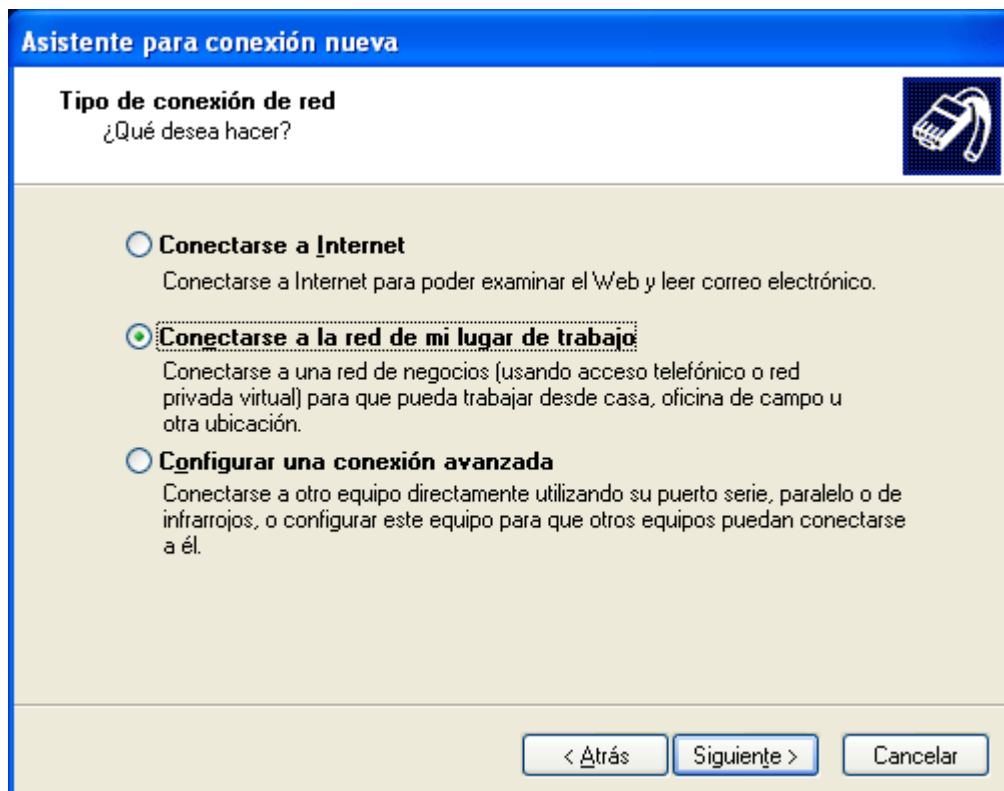 Asistente para conexión nueva
Tipo de conexión de red
¿Qué desea hacer?
Conectarse a Internet
Conectarse a Internet para poder examinar el Web y leer correo electrónico.
Conectarse a la red de mi lugar de trabajo
Conectarse a una red de negocios (usando acceso telefónico o red
privada virtual) para que pueda trabajar desde casa, oficina de campo u
otra ubicación.
Configurar una conexión avanzada
Conectarse a otro equipo directamente utilizando su puerto serie, paralelo o de
infrarrojos, o configurar este equipo para que otros equipos puedan conectarse
a él.
< Atrás
Siguiente >
Cancelar